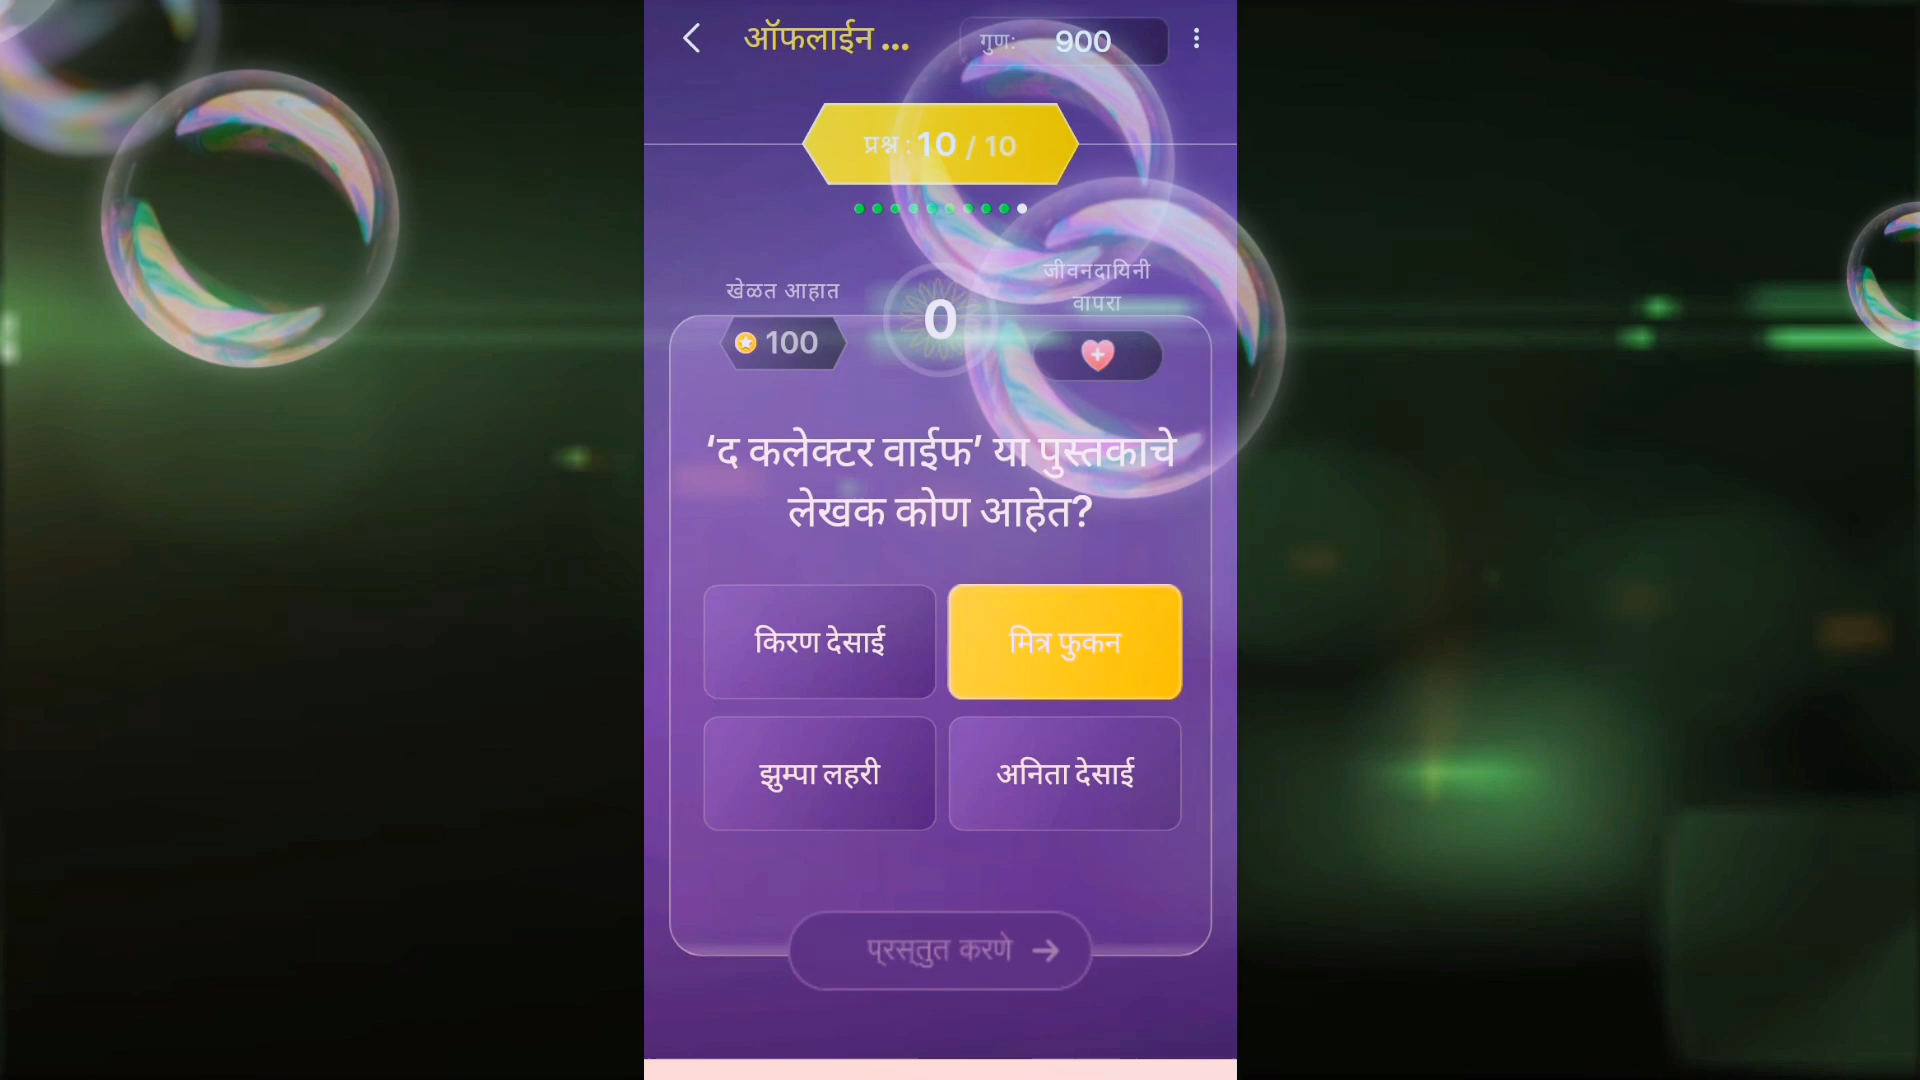 ऑफलाईन ...
गुण: 900
प्रश्न : 10 / 10
खेळत आहात
100
0
जीवनदायिनी
वापरा
‘द कलेक्टर वाईफ’ या पुस्तकाचे
लेखक कोण आहेत?
किरण देसाई
मित्र फुकन
झुम्पा लहरी
अनिता देसाई
प्रस्तुत करणे